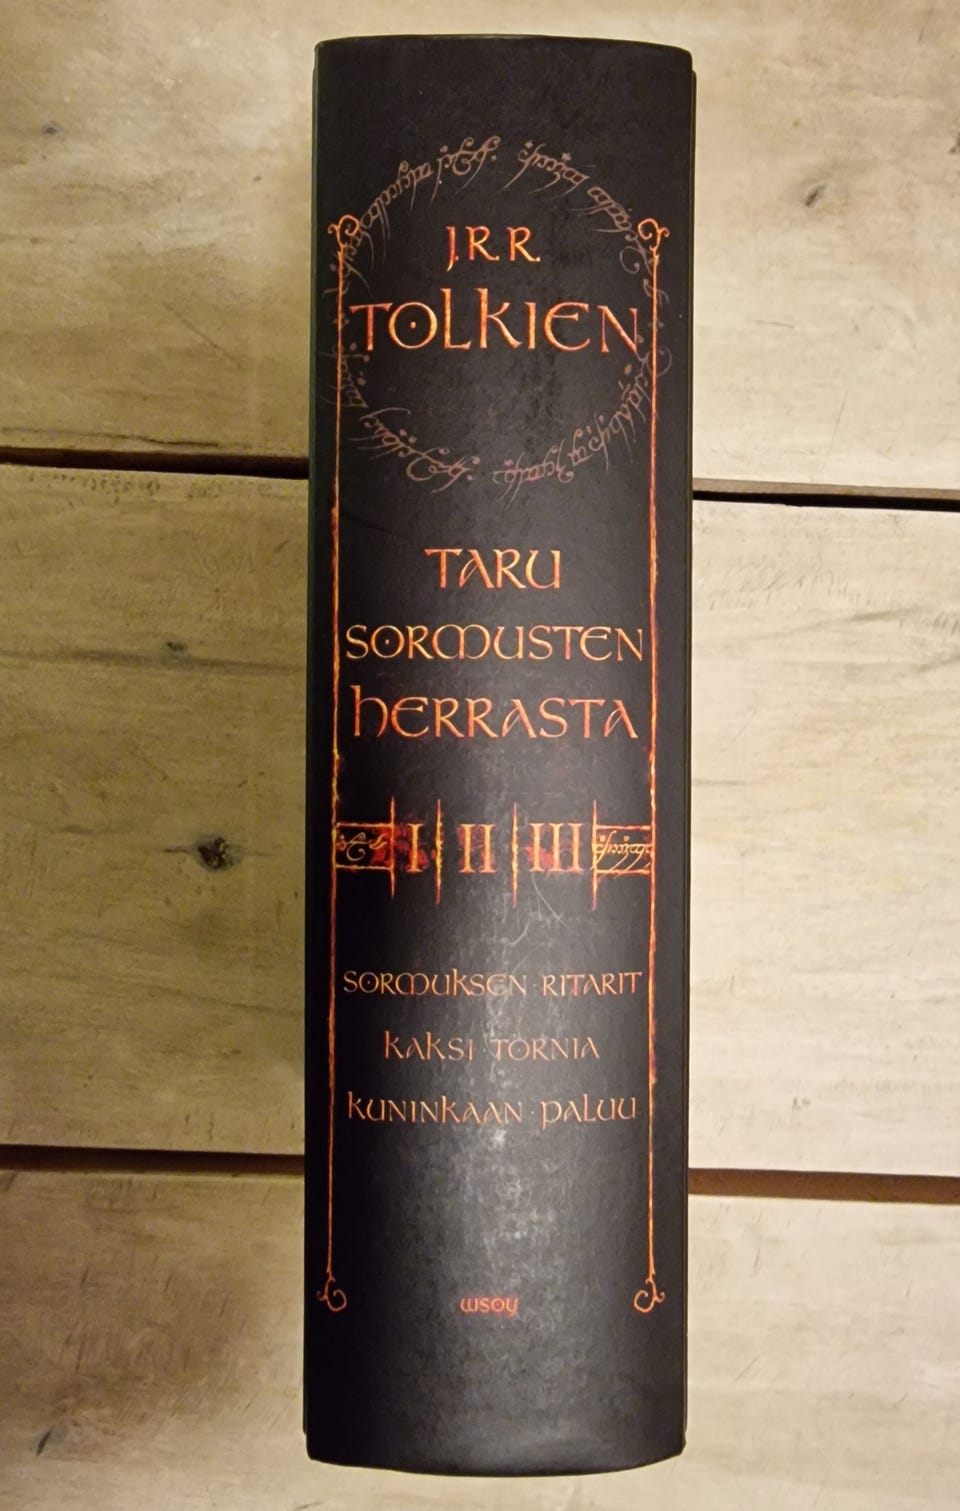 J.R.R.
TOLKIEN
TARU
SORMUSTEN
HERRASTA
I II III
SORMUKSEN · RITARIT
KAKSI · TORNIA
KUNINKAAN · PALUU
WSOY